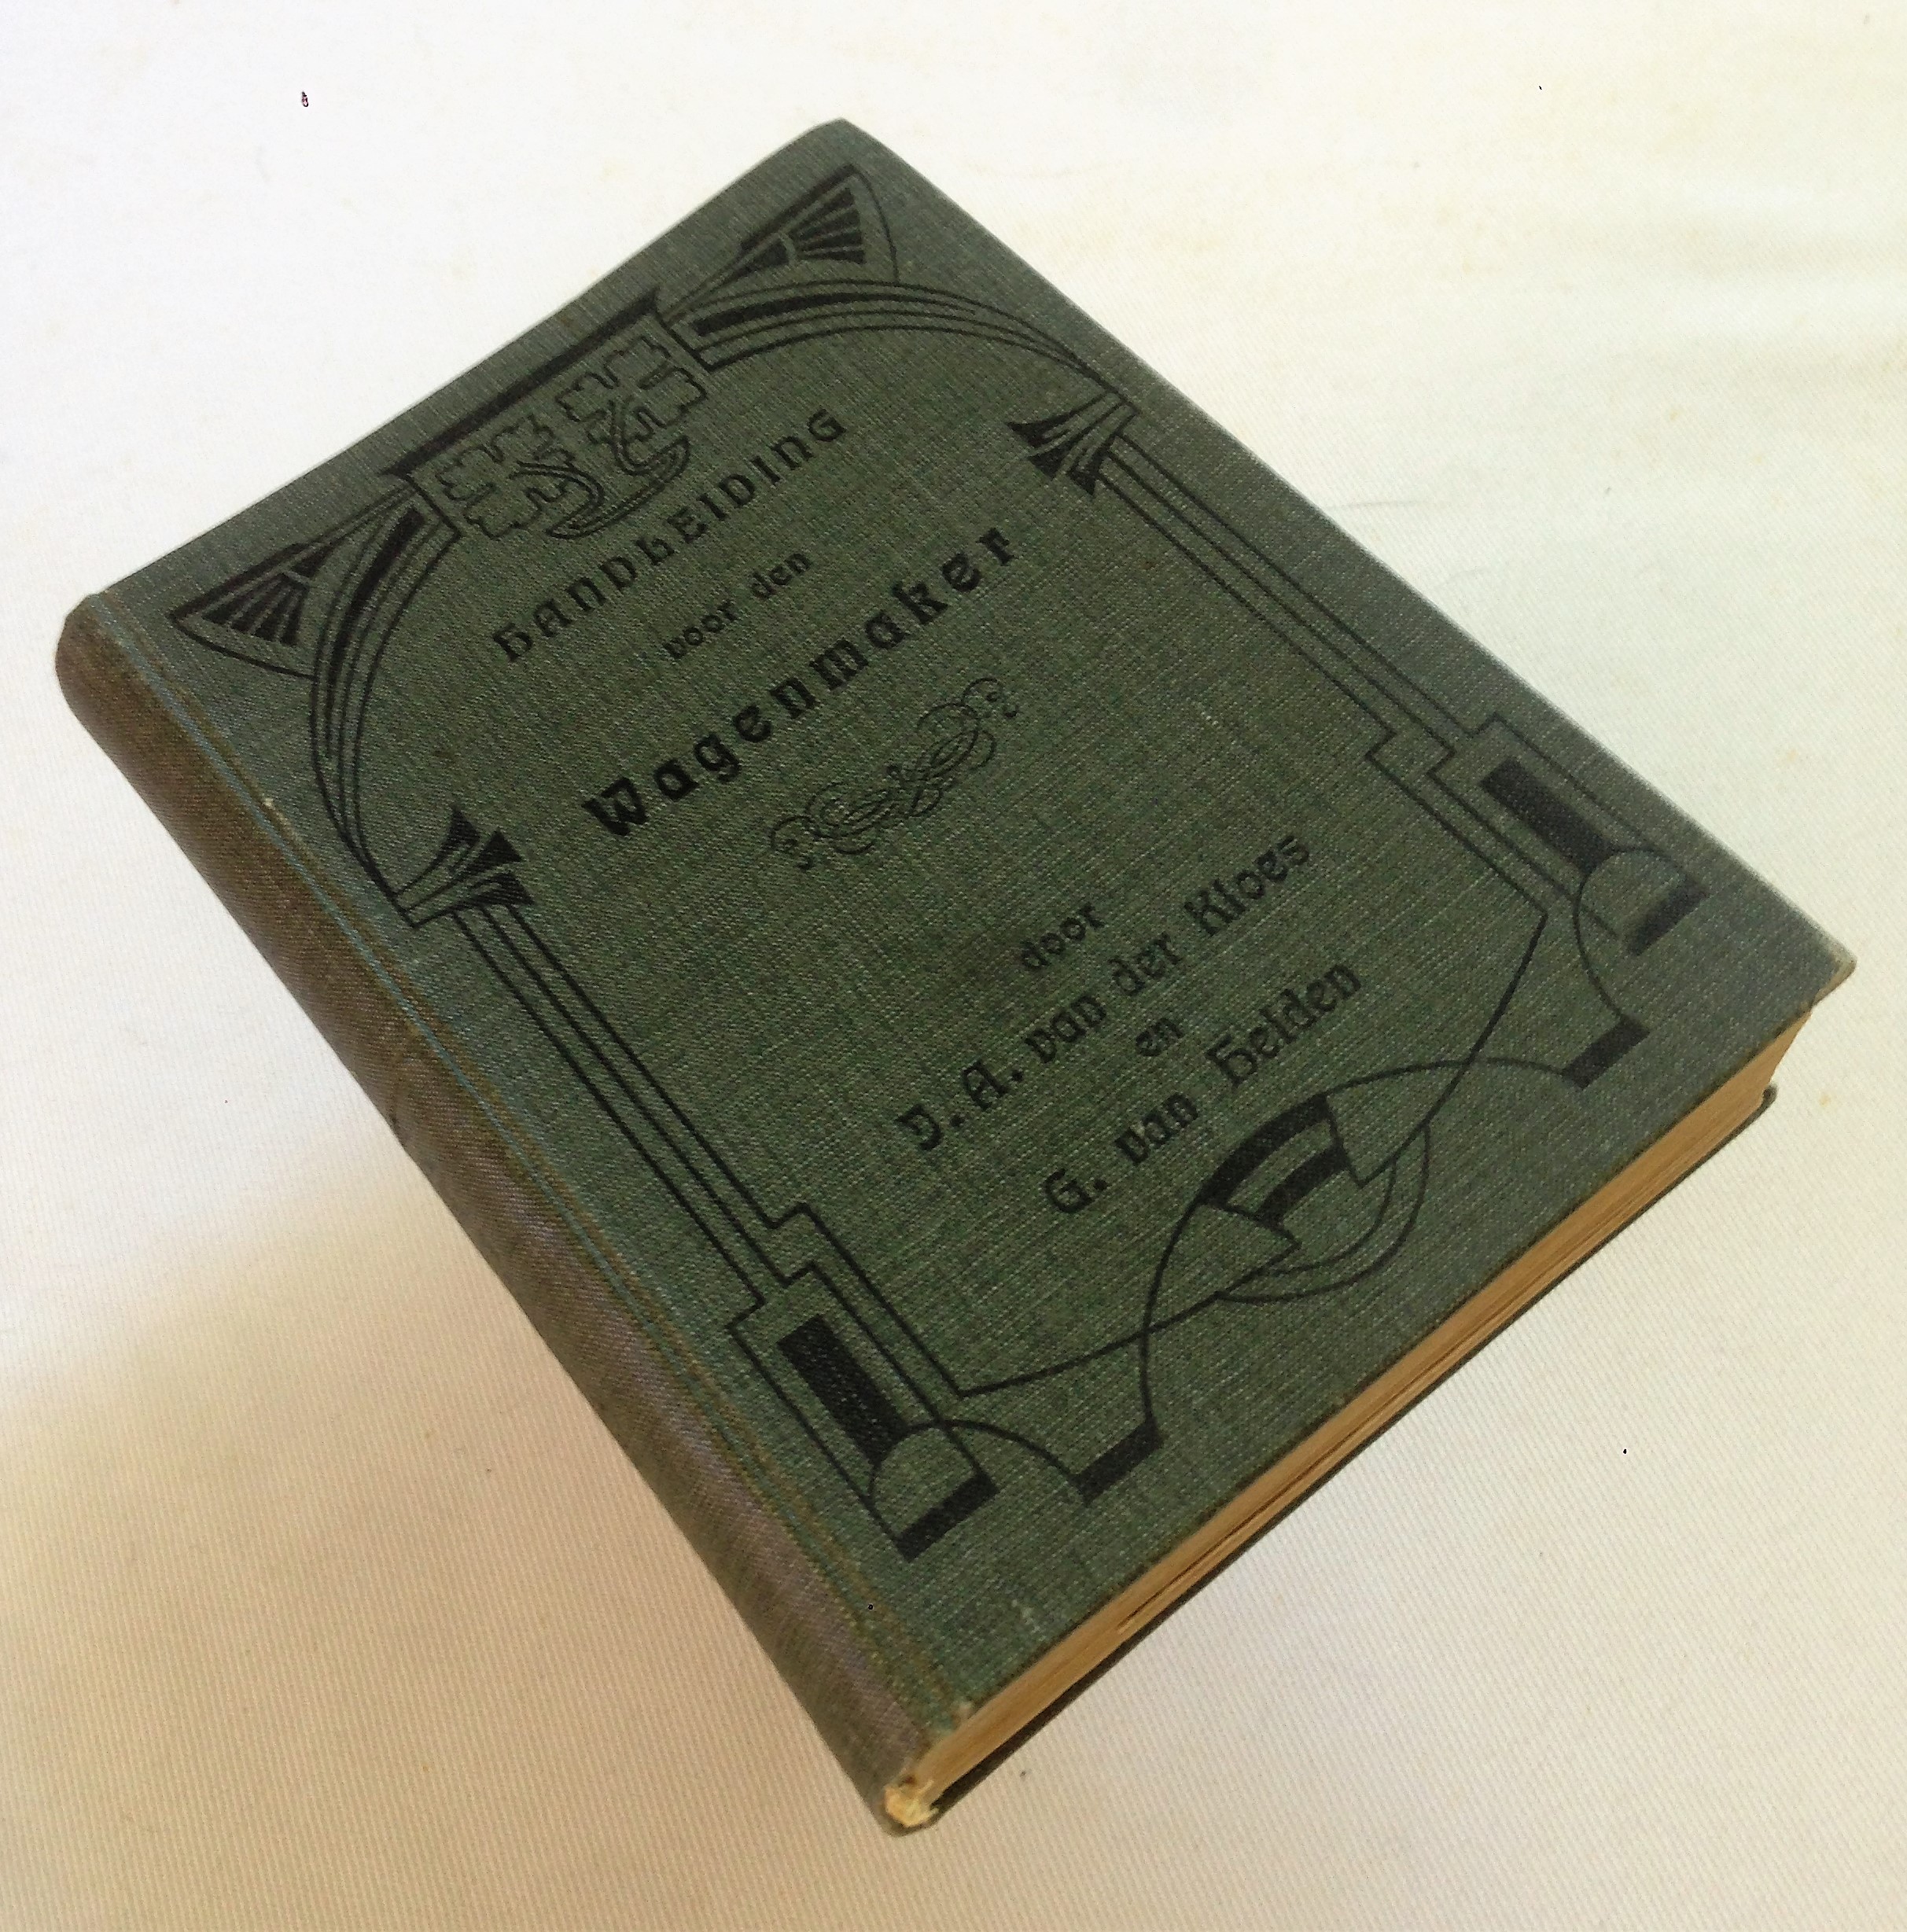 HANDLEIDING
voor den
Wagenmaker
door
J. A. van der Kloes
en
G. van Helden